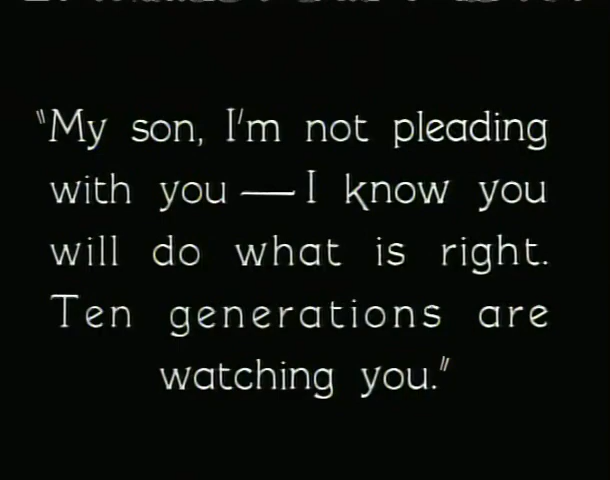 "My son, I'm not pleading
with you — I know you
will do what is right.
Ten generations are
watching you."